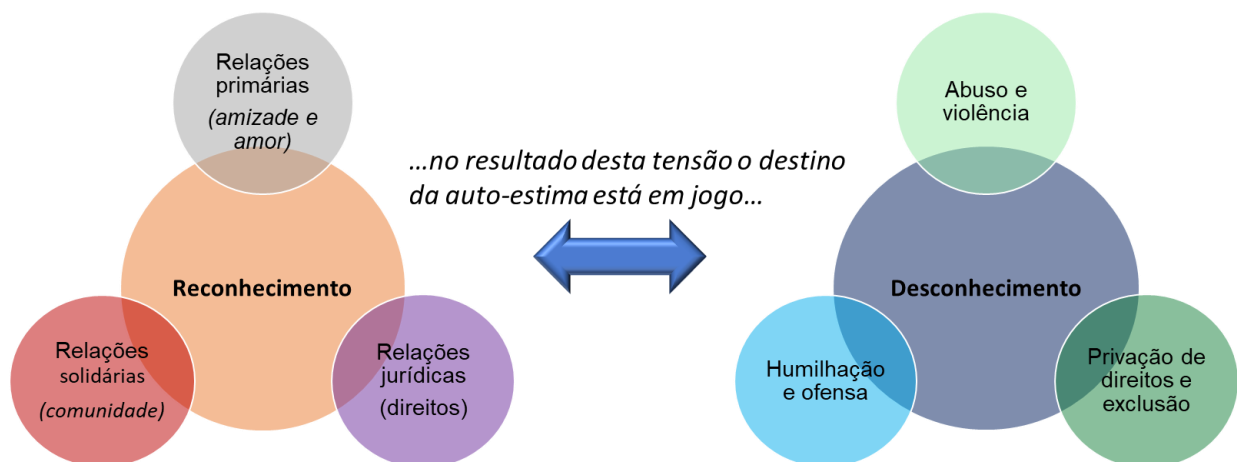 Relações
primárias
(amizade e
amor)
Reconhecimento
Relações
solidárias
(comunidade)
Relações
jurídicas
(direitos)
...no resultado desta tensão o destino
da auto-estima está em jogo...
Abuso e
violência
Desconhecimento
Humilhação
e ofensa
Privação de
direitos e
exclusão